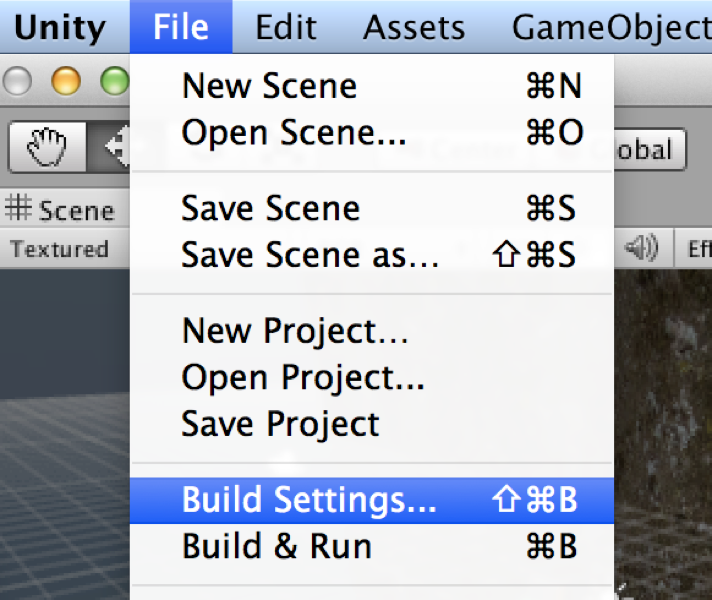 Unity File Edit Assets GameObject
New Scene ⌘N
Open Scene... ⌘O
obal
Scene
Save Scene ⌘S
Textured
Save Scene as... ⇧⌘S
Eff
New Project...
Open Project...
Save Project
Build Settings... ⇧⌘B
Build & Run ⌘B